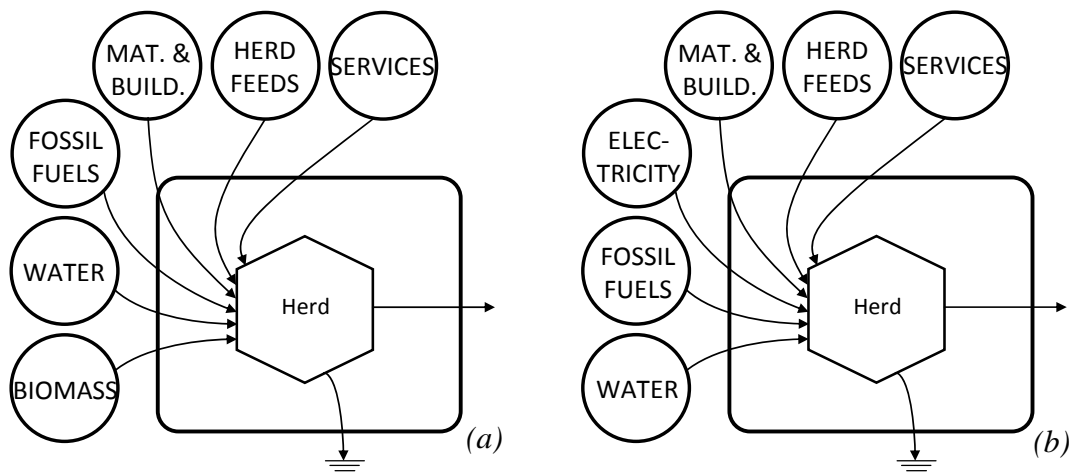 MAT. &
BUILD.
HERD
FEEDS
SERVICES
FOSSIL
FUELS
WATER
BIOMASS
Herd
(a)
MAT. &
BUILD.
HERD
FEEDS
SERVICES
ELEC-
TRICITY
FOSSIL
FUELS
WATER
Herd
(b)